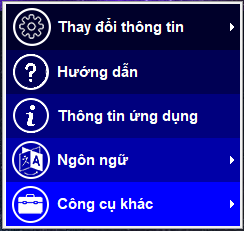 Thay đổi thông tin
Hướng dẫn
Thông tin ứng dụng
Ngôn ngữ
Công cụ khác